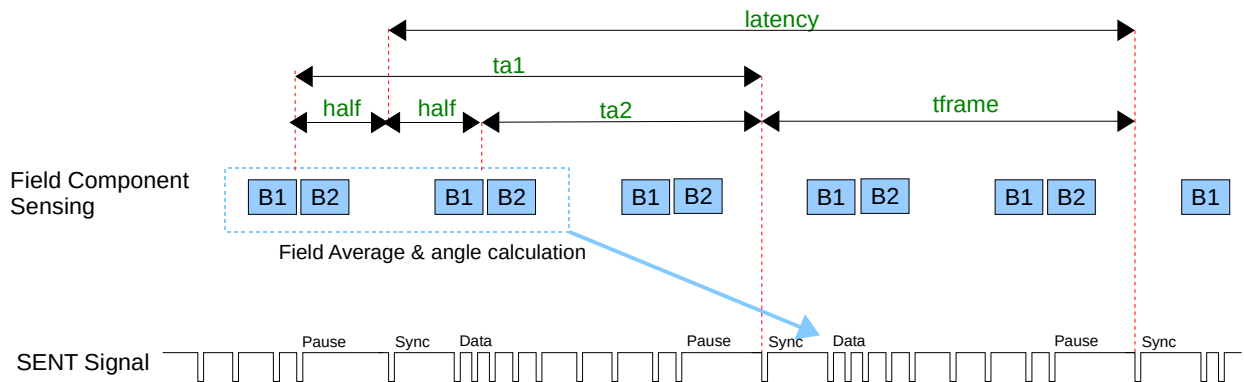 latency
ta1
half half ta2 tframe
Field Component
Sensing
B1 B2 B1 B2 B1 B2 B1 B2 B1 B2 B1
Field Average & angle calculation
Pause Sync Data Pause Sync Data Pause Sync
SENT Signal